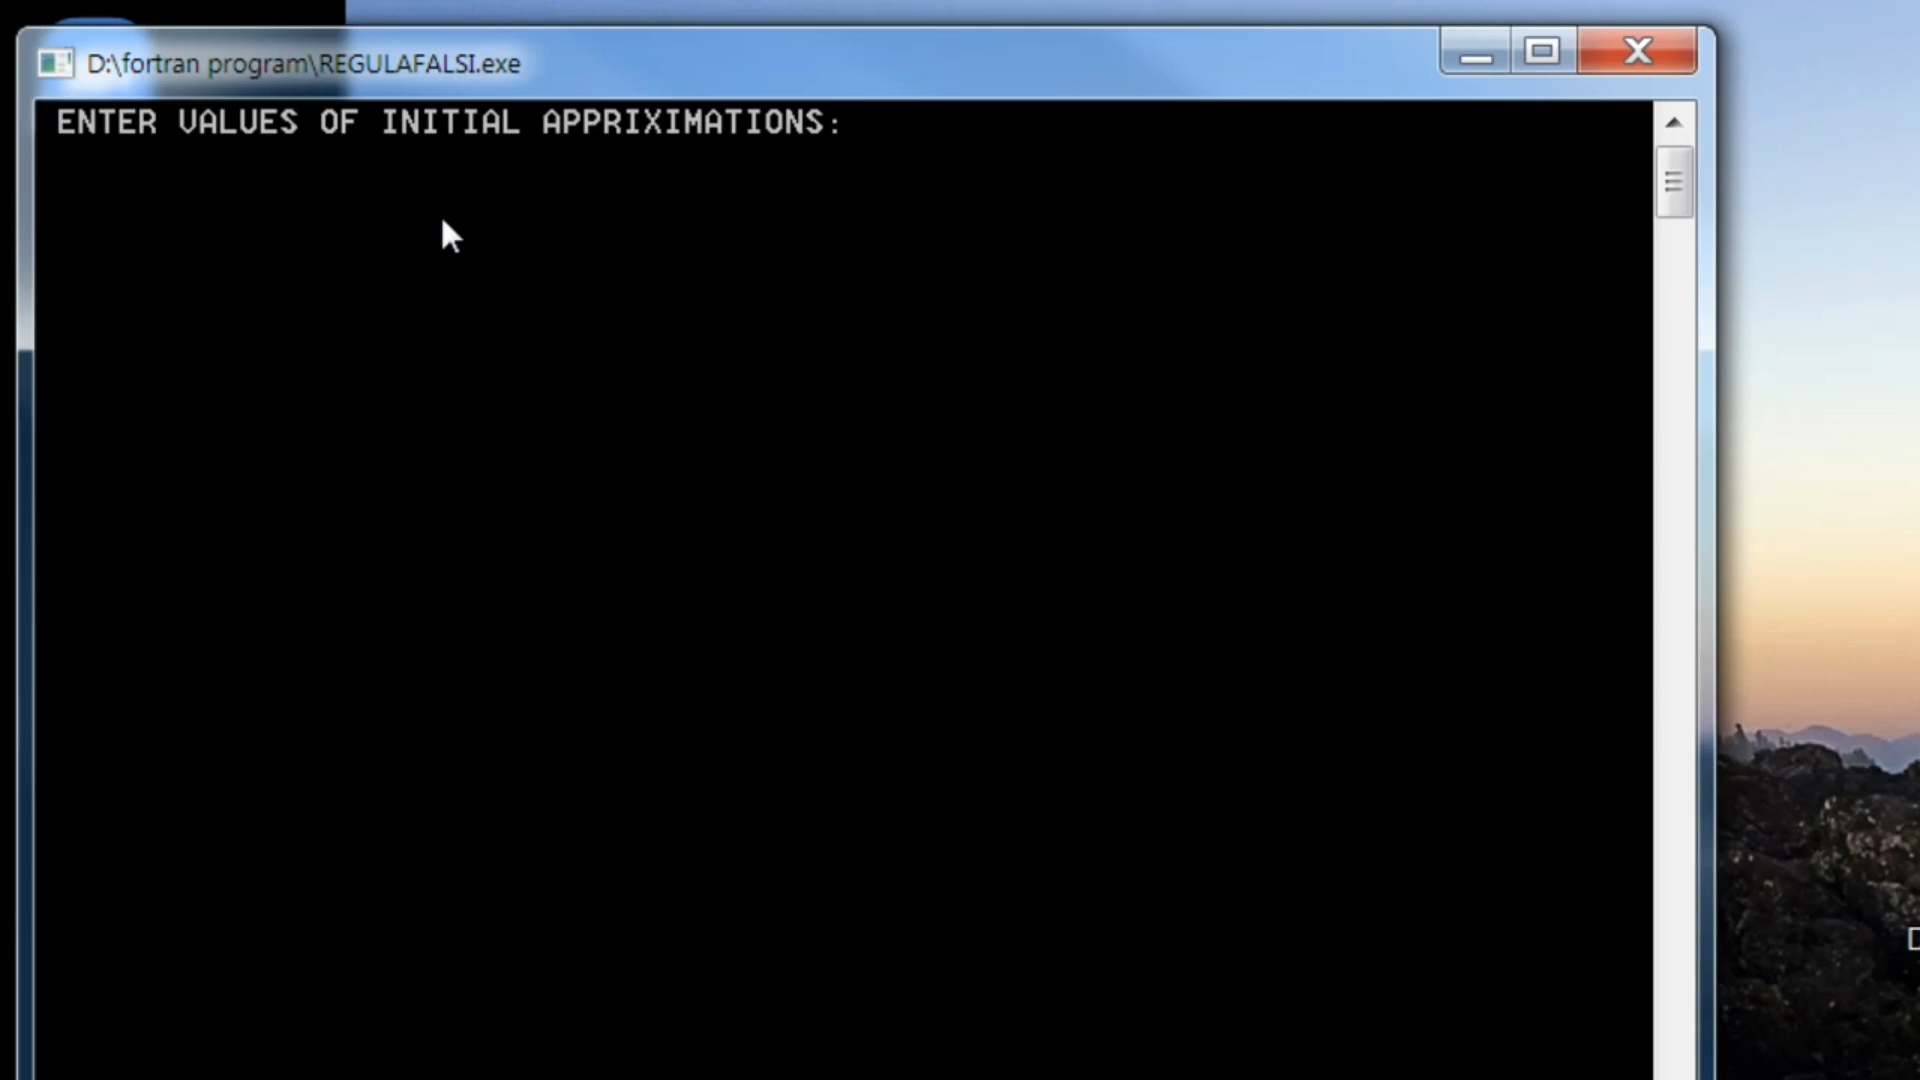 D:\fortran program\REGULAFALSI.exe
ENTER VALUES OF INITIAL APPRIXIMATIONS: